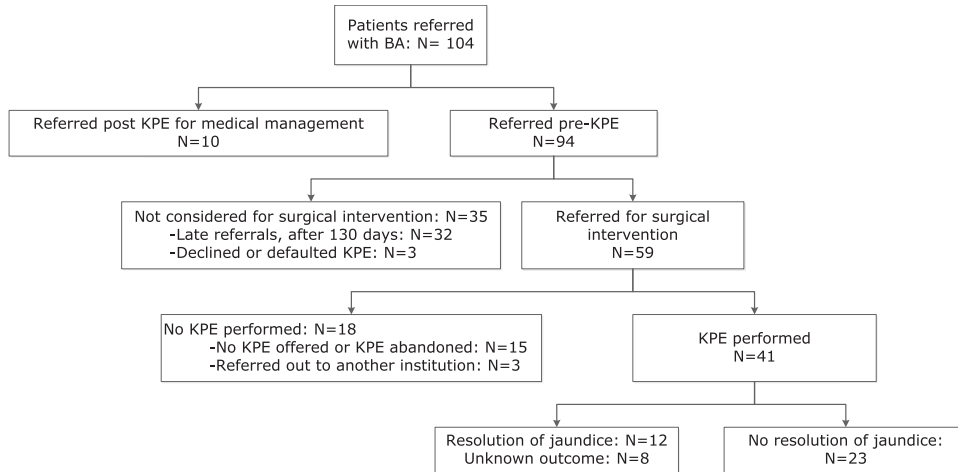 Patients referred
with BA: N= 104
Referred post KPE for medical management
N=10
Referred pre-KPE
N=94
Not considered for surgical intervention: N=35
-Late referrals, after 130 days: N=32
-Declined or defaulted KPE: N=3
Referred for surgical
intervention
N=59
No KPE performed: N=18
-No KPE offered or KPE abandoned: N=15
-Referred out to another institution: N=3
KPE performed
N=41
Resolution of jaundice: N=12
Unknown outcome: N=8
No resolution of jaundice:
N=23